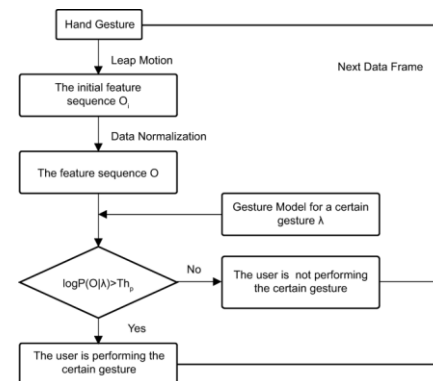 Hand Gesture
Leap Motion
Next Data Frame
The initial feature
sequence Oᵢ
Data Normalization
The feature sequence O
Gesture Model for a certain
gesture λ
logP(O|λ)>Thₚ
No
The user is not performing
the certain gesture
Yes
The user is performing the
certain gesture